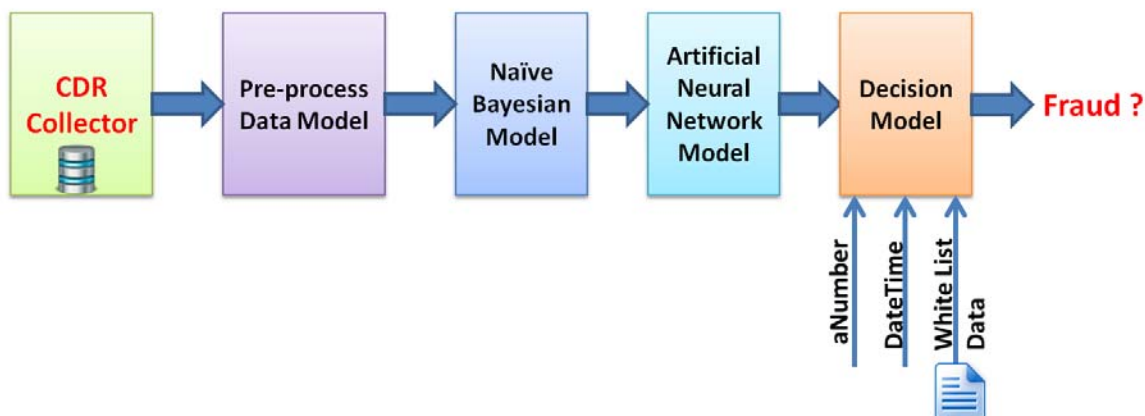 CDR
Collector
Pre-process
Data Model
Naïve
Bayesian
Model
Artificial
Neural
Network
Model
Decision
Model
Fraud ?
aNumber
DateTime
White List
Data